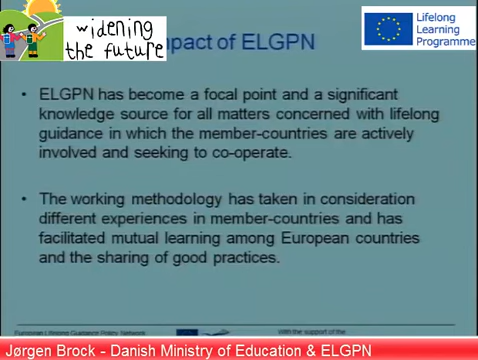 widening
the future
mpact of ELGPN
Lifelong
Learning
Programme
• ELGPN has become a focal point and a significant
knowledge source for all matters concerned with lifelong
guidance in which the member-countries are actively
involved and seeking to co-operate.
• The working methodology has taken in consideration
different experiences in member-countries and has
facilitated mutual learning among European countries
and the sharing of good practices.
European Lifelong Guidance Policy Network
With the support of the
Jørgen Brock - Danish Ministry of Education & ELGPN